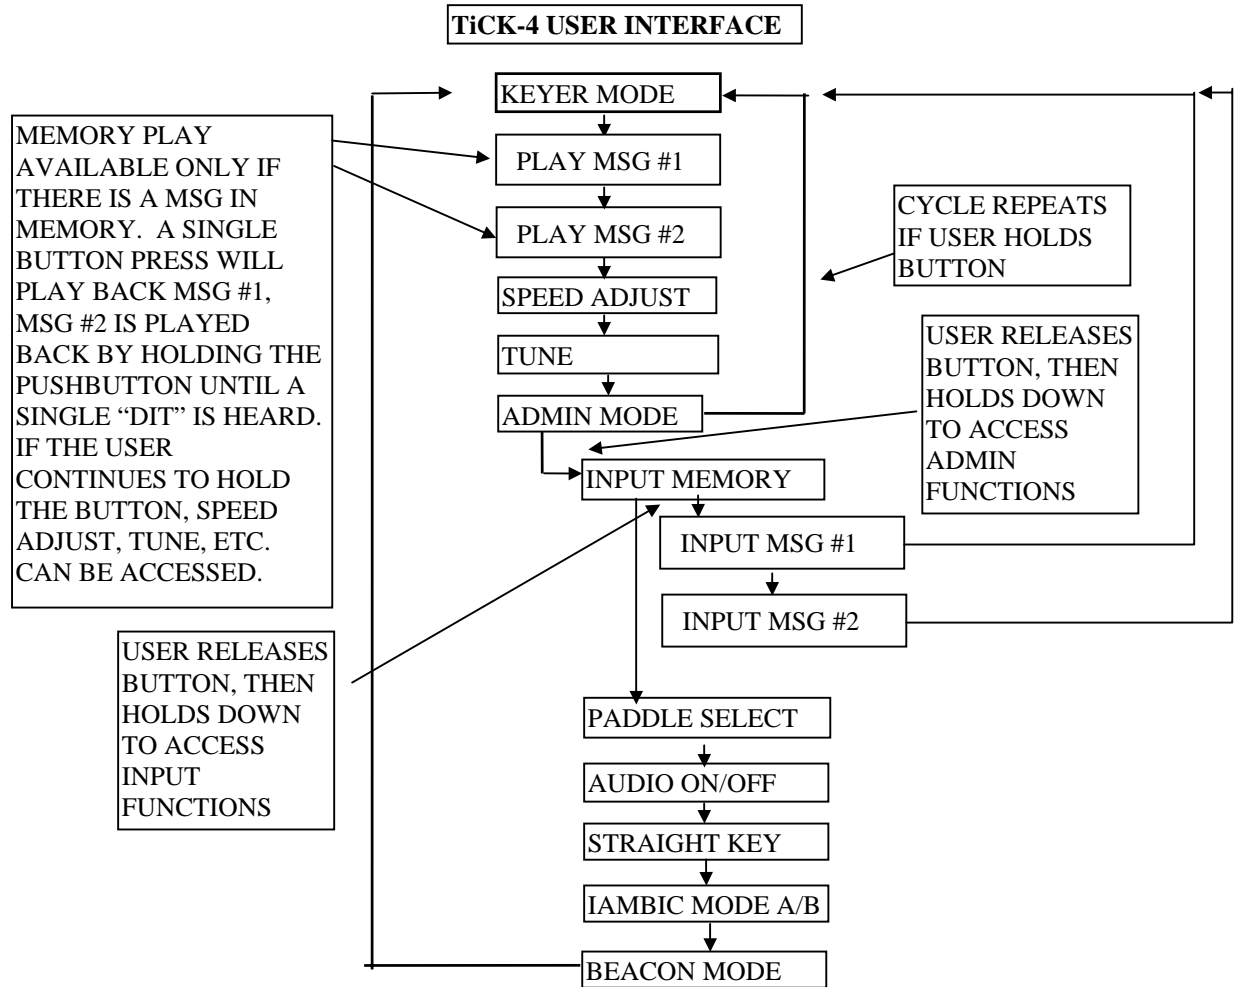 TiCK-4 USER INTERFACE
KEYER MODE
PLAY MSG #1
PLAY MSG #2
SPEED ADJUST
TUNE
ADMIN MODE
INPUT MEMORY
INPUT MSG #1
INPUT MSG #2
PADDLE SELECT
AUDIO ON/OFF
STRAIGHT KEY
IAMBIC MODE A/B
BEACON MODE
MEMORY PLAY
AVAILABLE ONLY IF
THERE IS A MSG IN
MEMORY. A SINGLE
BUTTON PRESS WILL
PLAY BACK MSG #1,
MSG #2 IS PLAYED
BACK BY HOLDING THE
PUSHBUTTON UNTIL A
SINGLE “DIT” IS HEARD.
IF THE USER
CONTINUES TO HOLD
THE BUTTON, SPEED
ADJUST, TUNE, ETC.
CAN BE ACCESSED.
CYCLE REPEATS
IF USER HOLDS
BUTTON
USER RELEASES
BUTTON, THEN
HOLDS DOWN
TO ACCESS
ADMIN
FUNCTIONS
USER RELEASES
BUTTON, THEN
HOLDS DOWN
TO ACCESS
INPUT
FUNCTIONS